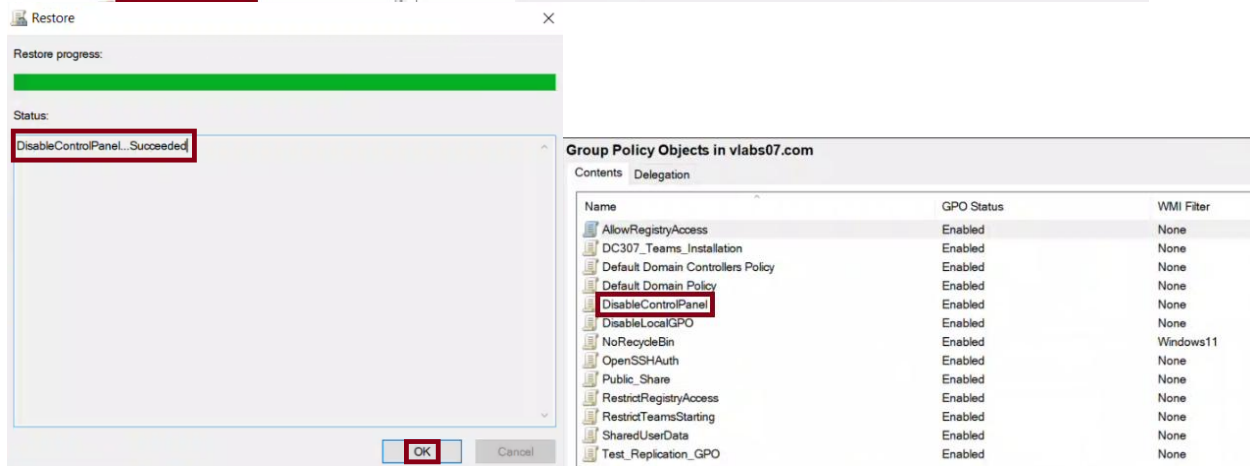 Restore
Restore progress:
Status:
DisableControlPanel...Succeeded
OK
Cancel
Group Policy Objects in vlabs07.com
Contents Delegation
Name GPO Status WMI Filter
AllowRegistryAccess Enabled None
DC307_Teams_Installation Enabled None
Default Domain Controllers Policy Enabled None
Default Domain Policy Enabled None
DisableControlPanel Enabled None
DisableLocalGPO Enabled None
NoRecycleBin Enabled Windows11
OpenSSHAuth Enabled None
Public_Share Enabled None
RestrictRegistryAccess Enabled None
RestrictTeamsStarting Enabled None
SharedUserData Enabled None
Test_Replication_GPO Enabled None